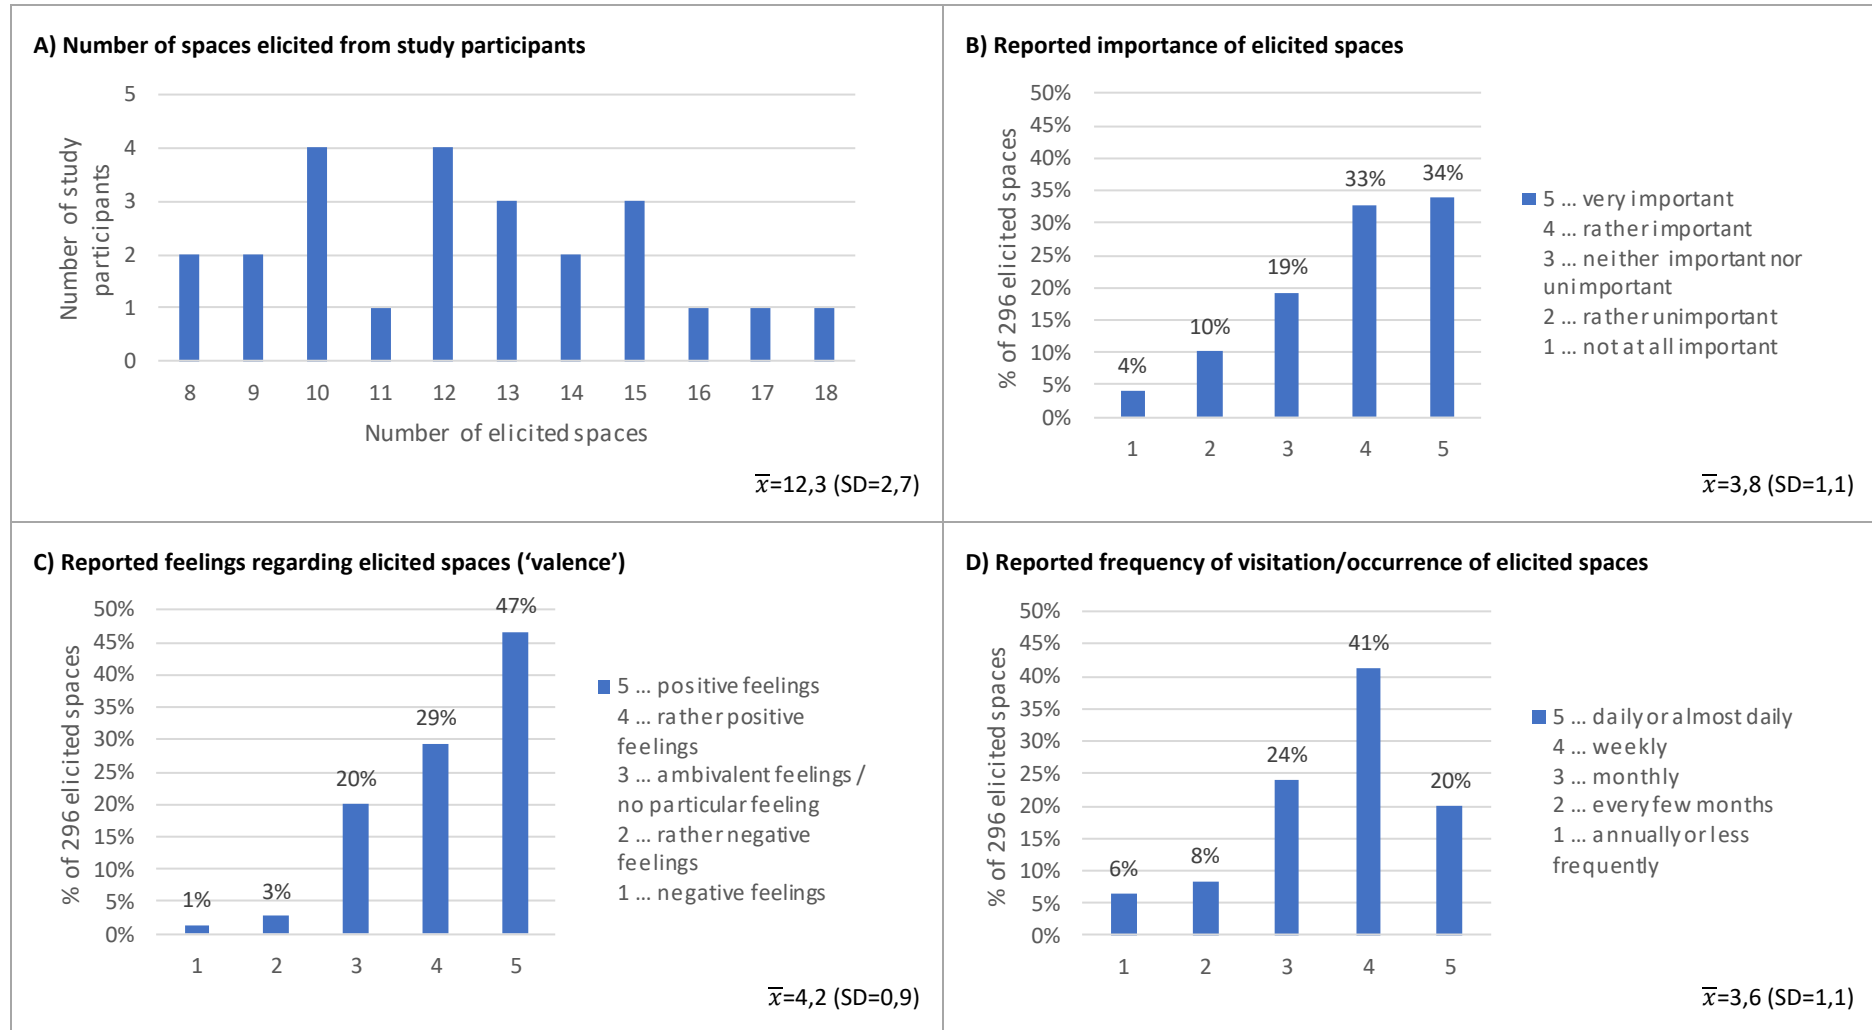 A) Number of spaces elicited from study participants
5
4
3
2
1
0
Number of study
participants
8 9 10 11 12 13 14 15 16 17 18
Number of elicited spaces
x̅=12,3 (SD=2,7)
B) Reported importance of elicited spaces
50%
45%
40%
35%
30%
25%
20%
15%
10%
5%
0%
% of 296 elicited spaces
4%
10%
19%
33%
34%
1 2 3 4 5
5 ... very important
4 ... rather important
3 ... neither important nor
unimportant
2 ... rather unimportant
1 ... not at all important
x̅=3,8 (SD=1,1)
C) Reported feelings regarding elicited spaces (‘valence’)
50%
45%
40%
35%
30%
25%
20%
15%
10%
5%
0%
% of 296 elicited spaces
1%
3%
20%
29%
47%
1 2 3 4 5
5 ... positive feelings
4 ... rather positive
feelings
3 ... ambivalent feelings /
no particular feeling
2 ... rather negative
feelings
1 ... negative feelings
x̅=4,2 (SD=0,9)
D) Reported frequency of visitation/occurrence of elicited spaces
50%
45%
40%
35%
30%
25%
20%
15%
10%
5%
0%
% of 296 elicited spaces
6%
8%
24%
41%
20%
1 2 3 4 5
5 ... daily or almost daily
4 ... weekly
3 ... monthly
2 ... every few months
1 ... annually or less
frequently
x̅=3,6 (SD=1,1)